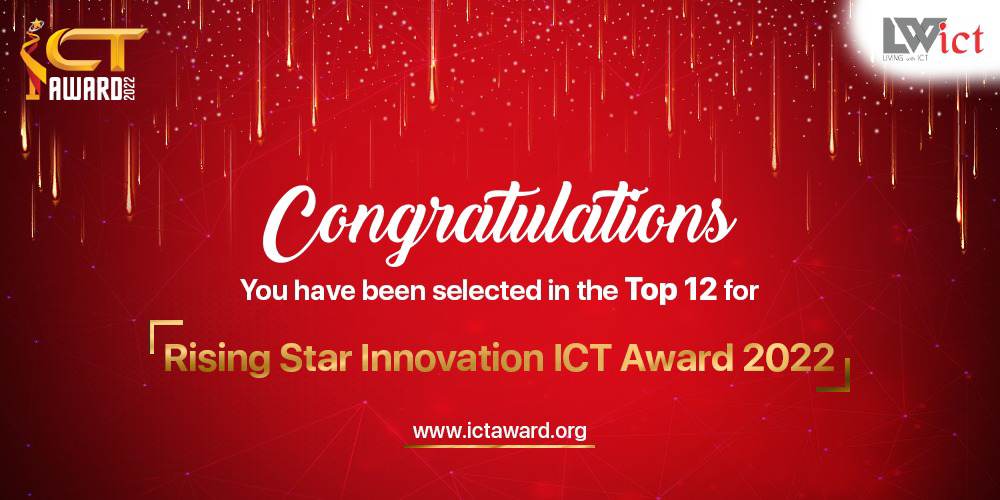 ICT
AWARD 2022
LWict
LIVING with ICT
Congratulations
You have been selected in the Top 12 for
Rising Star Innovation ICT Award 2022
www.ictaward.org